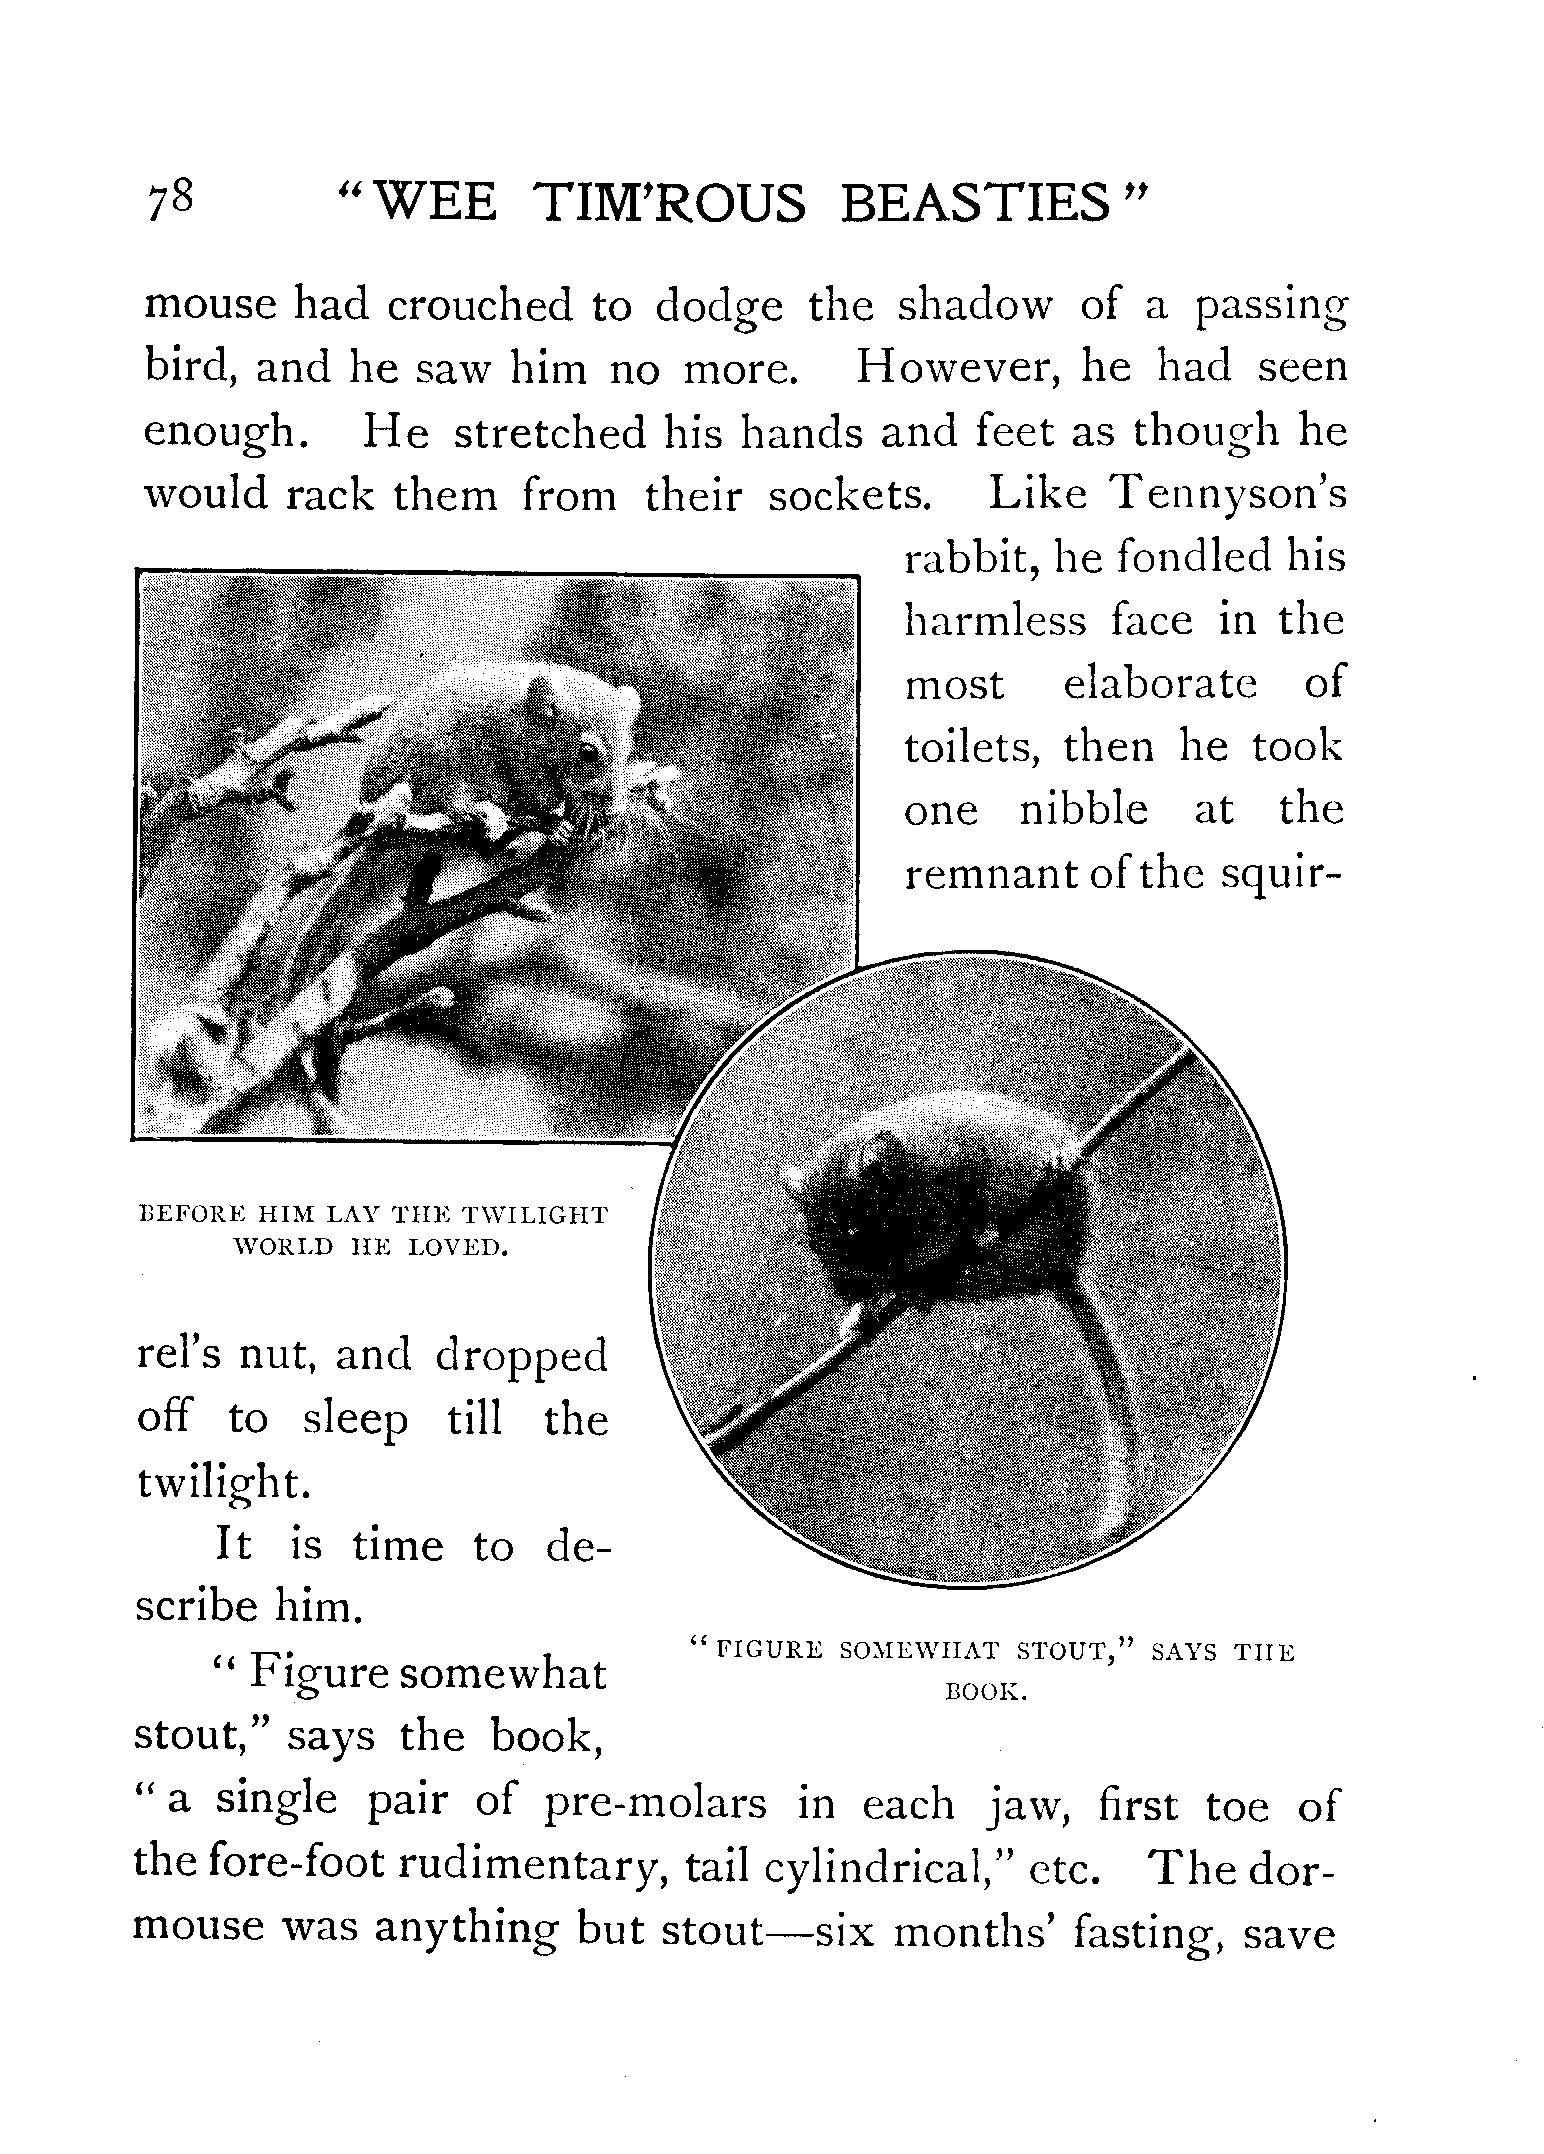 78 "WEE TIM'ROUS BEASTIES"
mouse had crouched to dodge the shadow of a passing
bird, and he saw him no more. However, he had seen
enough. He stretched his hands and feet as though he
would rack them from their sockets. Like Tennyson's
rabbit, he fondled his
harmless face in the
most elaborate of
toilets, then he took
one nibble at the
remnant of the squir-
BEFORE HIM LAY THE TWILIGHT
WORLD HE LOVED.
rel's nut, and dropped
off to sleep till the
twilight.
It is time to de-
scribe him.
"Figure somewhat
stout," says the book,
"FIGURE SOMEWHAT STOUT," SAYS THE
BOOK.
"a single pair of pre-molars in each jaw, first toe of
the fore-foot rudimentary, tail cylindrical," etc. The dor-
mouse was anything but stout—six months' fasting, save